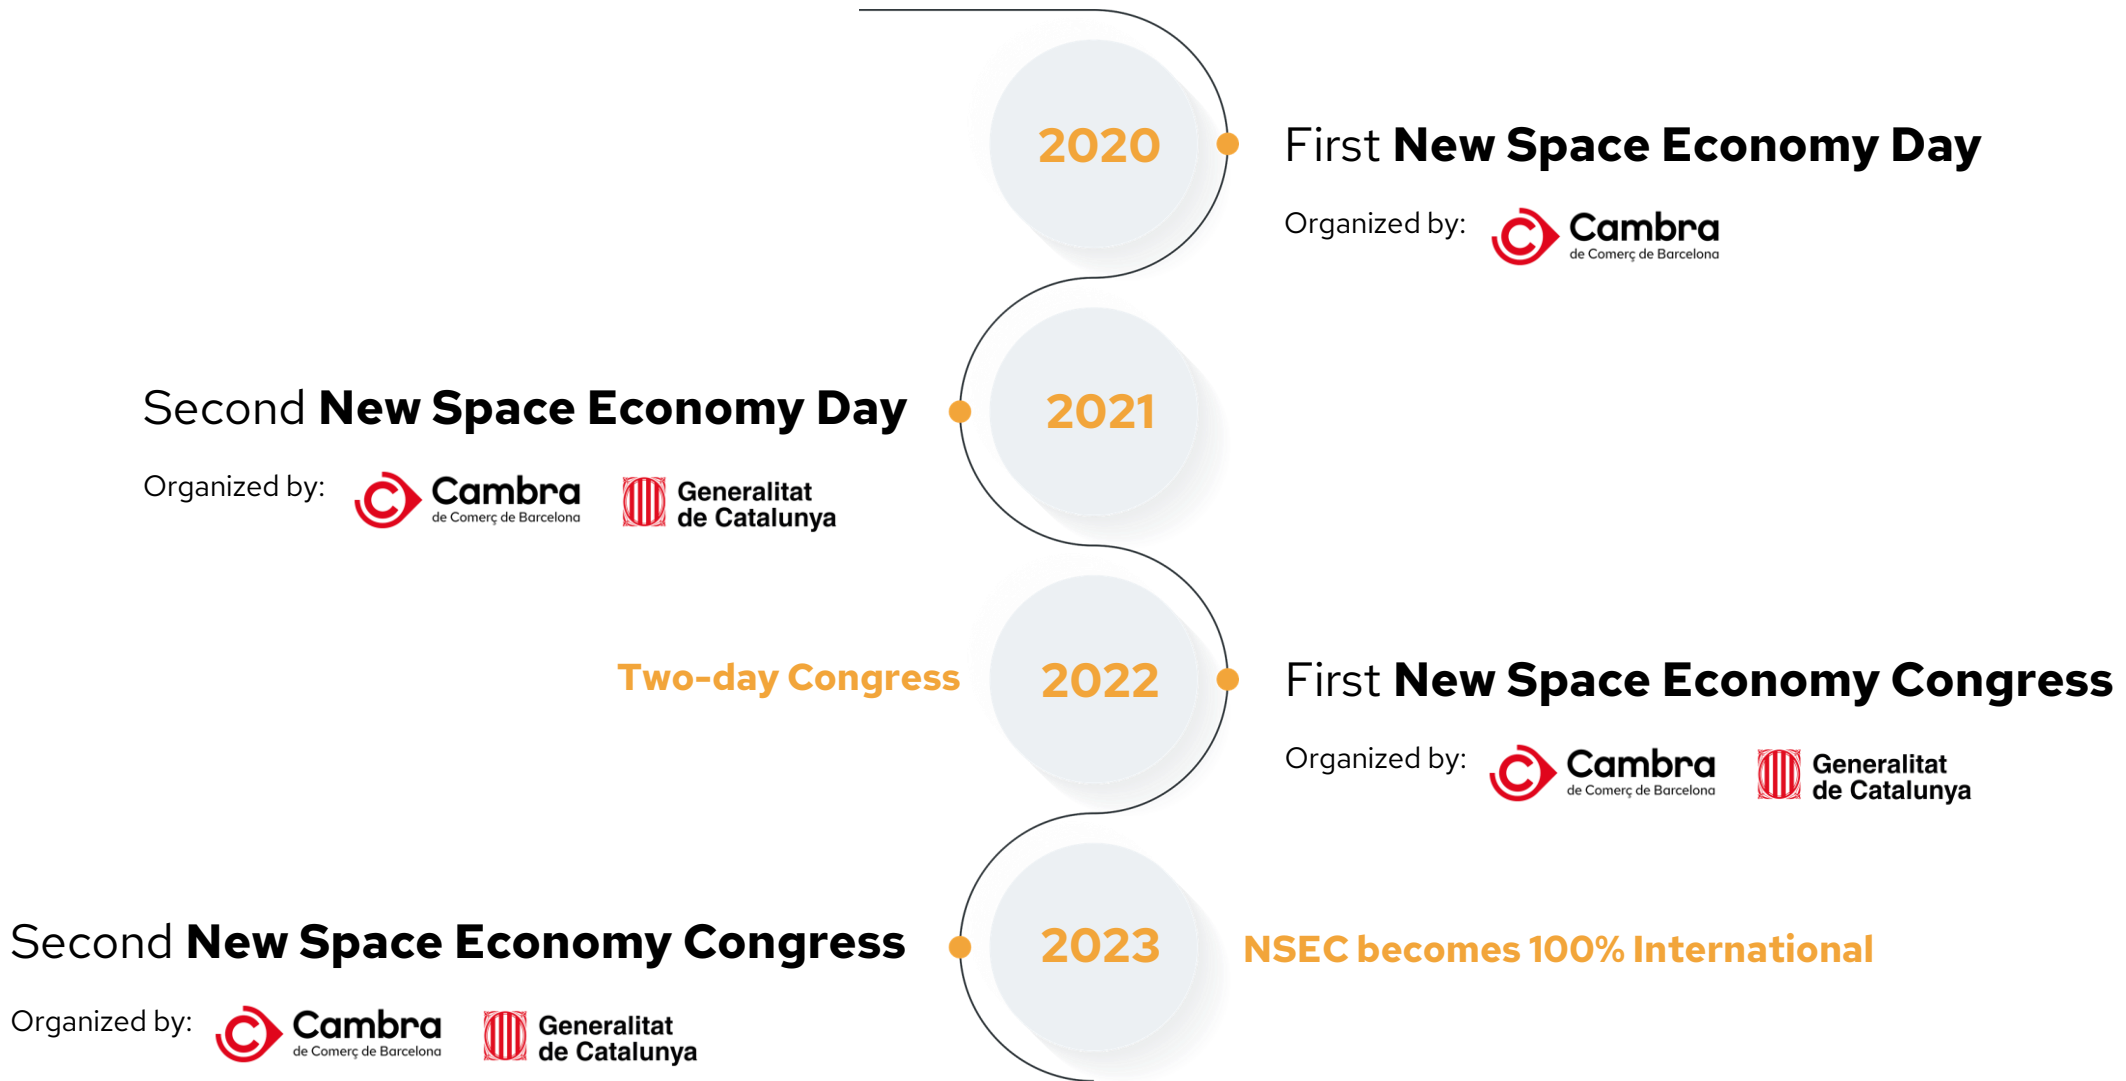 2020
First New Space Economy Day
Organized by:
Cambra
de Comerç de Barcelona
Second New Space Economy Day
2021
Organized by:
Cambra
de Comerç de Barcelona
Generalitat
de Catalunya
Two-day Congress
2022
First New Space Economy Congress
Organized by:
Cambra
de Comerç de Barcelona
Generalitat
de Catalunya
Second New Space Economy Congress
2023
NSEC becomes 100% International
Organized by:
Cambra
de Comerç de Barcelona
Generalitat
de Catalunya